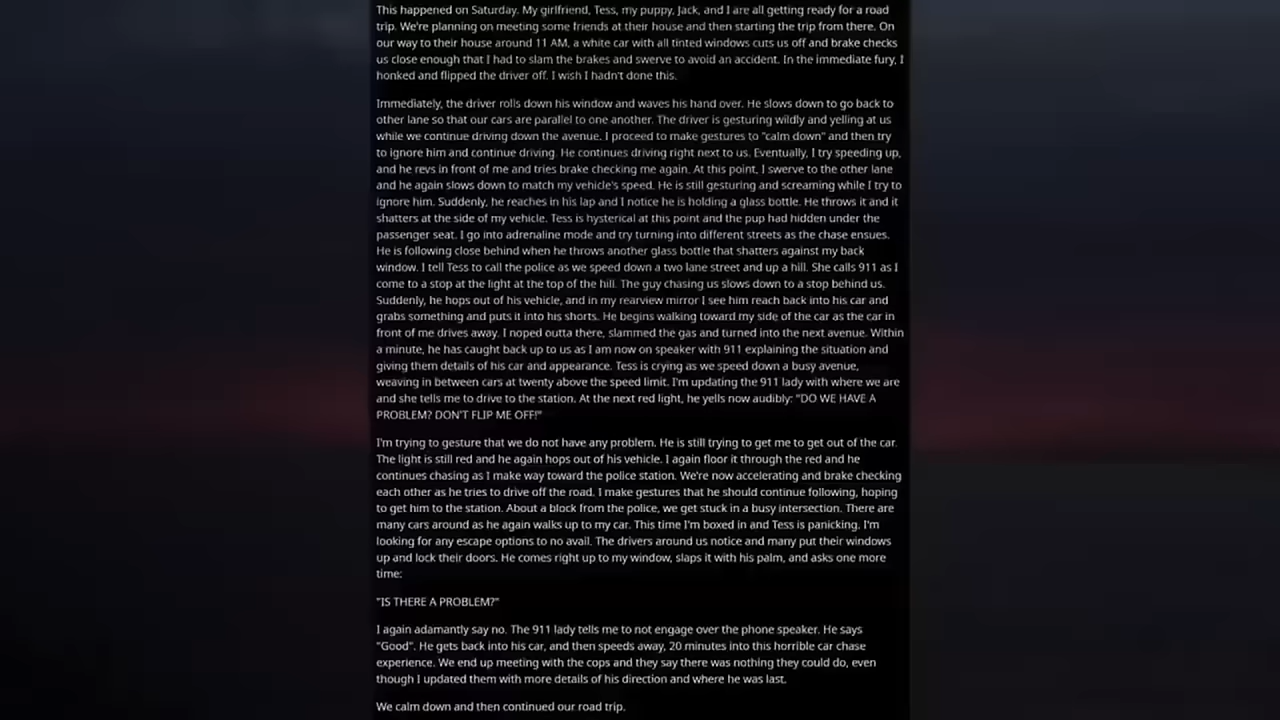 This happened on Saturday. My girlfriend, Tess, my puppy, Jack, and I are all getting ready for a road
trip. We're planning on meeting some friends at their house and then starting the trip from there. On
our way to their house around 11 AM, a white car with all tinted windows cuts us off and brake checks
us close enough that I had to slam the brakes and swerve to avoid an accident. In the immediate fury, I
honked and flipped the driver off. I wish I hadn't done this.
Immediately, the driver rolls down his window and waves his hand over. He slows down to go back to
other lane so that our cars are parallel to one another. The driver is gesturing wildly and yelling at us
while we continue driving down the avenue. I proceed to make gestures to "calm down" and then try
to ignore him and continue driving. He continues driving right next to us. Eventually, I try speeding up,
and he revs in front of me and tries brake checking me again. At this point, I swerve to the other lane
and he again slows down to match my vehicle's speed. He is still gesturing and screaming while I try to
ignore him. Suddenly, he reaches in his lap and I notice he is holding a glass bottle. He throws it and it
shatters at the side of my vehicle. Tess is hysterical at this point and the pup had hidden under the
passenger seat. I go into adrenaline mode and try turning into different streets as the chase ensues.
He is following close behind when he throws another glass bottle that shatters against my back
window. I tell Tess to call the police as we speed down a two lane street and up a hill. She calls 911 as I
come to a stop at the light at the top of the hill. The guy chasing us slows down to a stop behind us.
Suddenly, he hops out of his vehicle, and in my rearview mirror I see him reach back into his car and
grabs something and puts it into his shorts. He begins walking toward my side of the car as the car in
front of me drives away. I noped outta there, slammed the gas and turned into the next avenue. Within
a minute, he has caught back up to us as I am now on speaker with 911 explaining the situation and
giving them details of his car and appearance. Tess is crying as we speed down a busy avenue,
weaving in between cars at twenty above the speed limit. I'm updating the 911 lady with where we are
and she tells me to drive to the station. At the next red light, he yells now audibly: "DO WE HAVE A
PROBLEM? DON'T FLIP ME OFF!"
I'm trying to gesture that we do not have any problem. He is still trying to get me to get out of the car.
The light is still red and he again hops out of his vehicle. I again floor it through the red and he
continues chasing as I make way toward the police station. We're now accelerating and brake checking
each other as he tries to drive off the road. I make gestures that he should continue following, hoping
to get him to the station. About a block from the police, we get stuck in a busy intersection. There are
many cars around as he again walks up to my car. This time I'm boxed in and Tess is panicking. I'm
looking for any escape options to no avail. The drivers around us notice and many put their windows
up and lock their doors. He comes right up to my window, slaps it with his palm, and asks one more
time:
"IS THERE A PROBLEM?"
I again adamantly say no. The 911 lady tells me to not engage over the phone speaker. He says
"Good". He gets back into his car, and then speeds away, 20 minutes into this horrible car chase
experience. We end up meeting with the cops and they say there was nothing they could do, even
though I updated them with more details of his direction and where he was last.
We calm down and then continued our road trip.